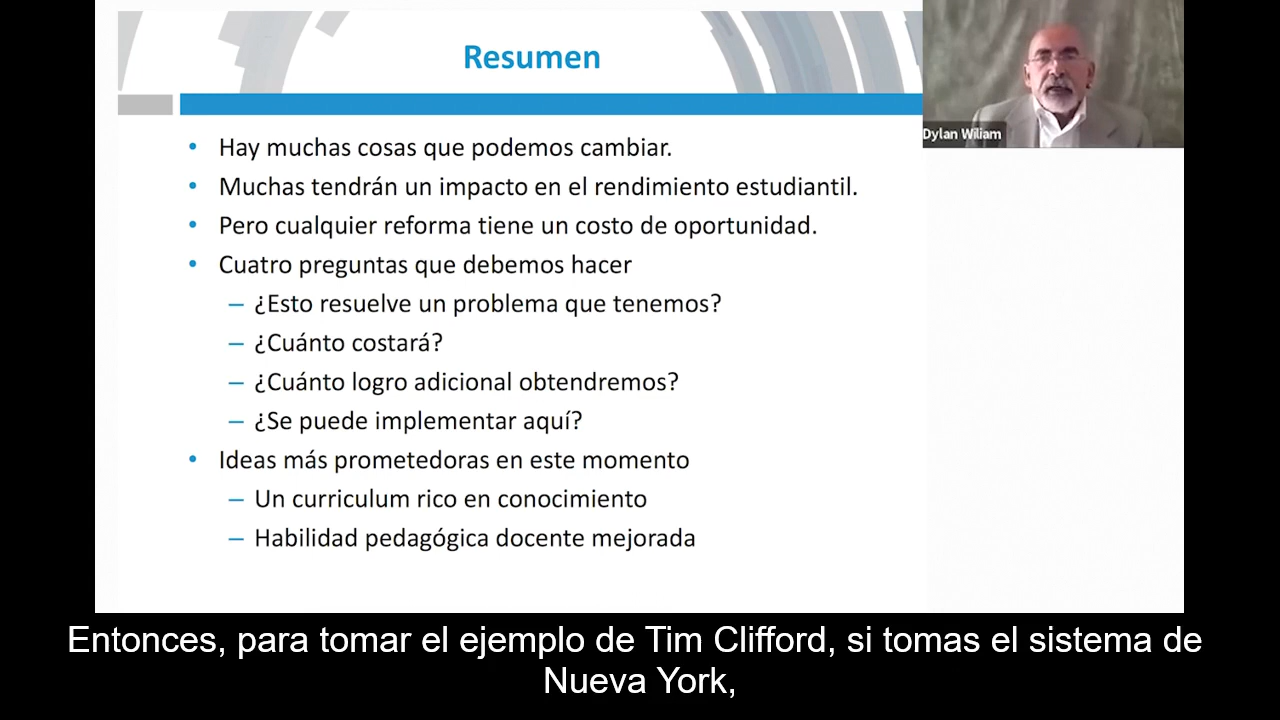 Resumen
Dylan Wiliam
• Hay muchas cosas que podemos cambiar.
• Muchas tendrán un impacto en el rendimiento estudiantil.
• Pero cualquier reforma tiene un costo de oportunidad.
• Cuatro preguntas que debemos hacer
– ¿Esto resuelve un problema que tenemos?
– ¿Cuánto costará?
– ¿Cuánto logro adicional obtendremos?
– ¿Se puede implementar aquí?
• Ideas más prometedoras en este momento
– Un curriculum rico en conocimiento
– Habilidad pedagógica docente mejorada
Entonces, para tomar el ejemplo de Tim Clifford, si tomas el sistema de
Nueva York,